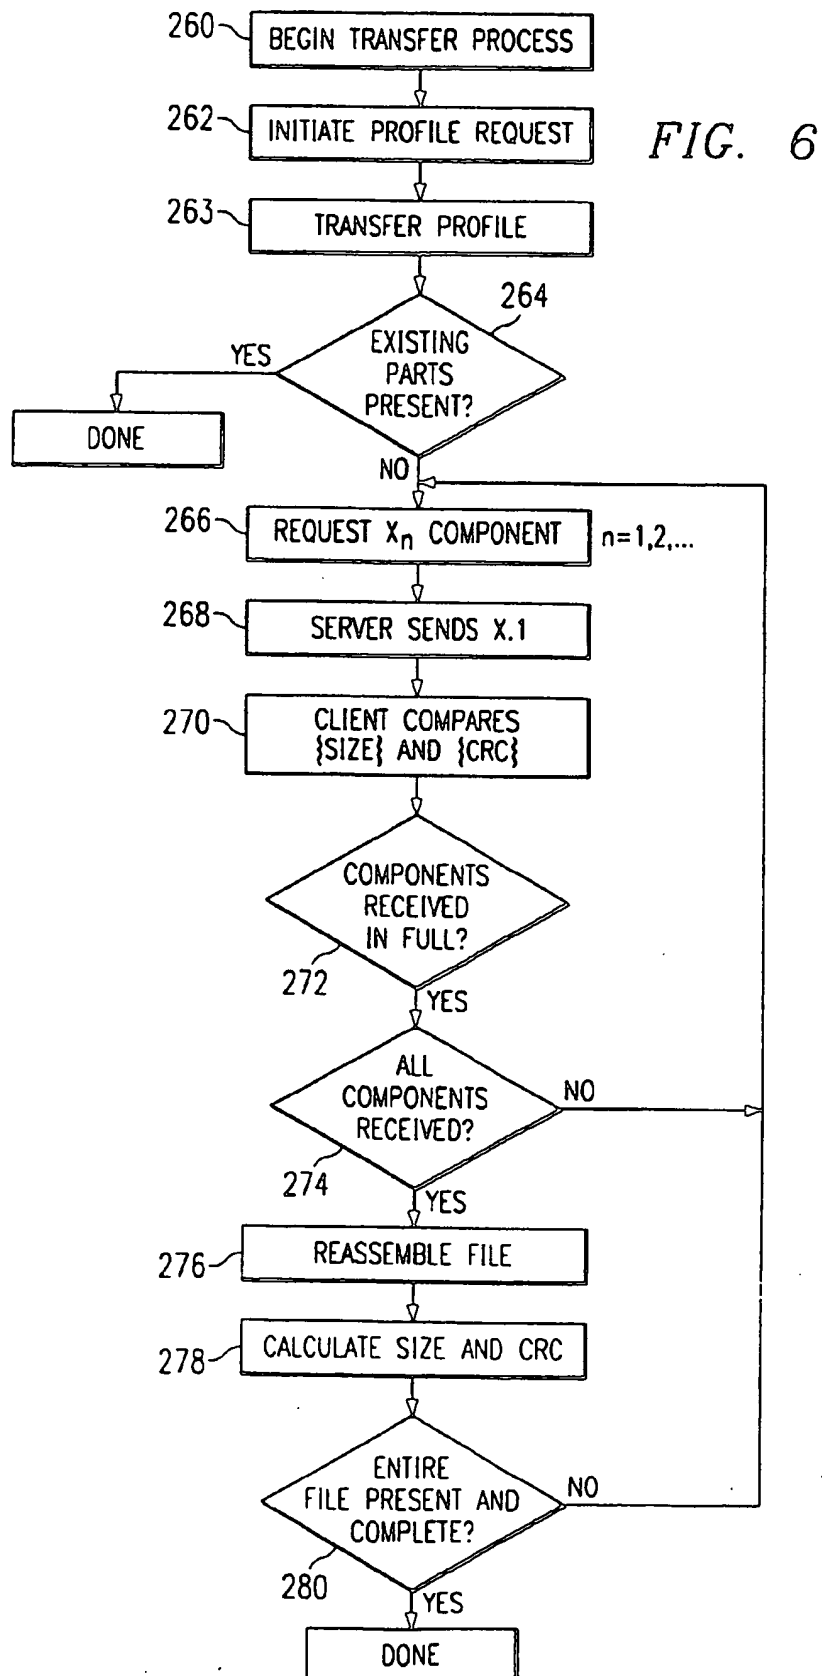 260
BEGIN TRANSFER PROCESS
262
INITIATE PROFILE REQUEST
FIG. 6
263
TRANSFER PROFILE
264
EXISTING
PARTS
PRESENT?
YES
DONE
NO
266
REQUEST Xn COMPONENT
n=1,2,...
268
SERVER SENDS X.1
270
CLIENT COMPARES
{SIZE} AND {CRC}
COMPONENTS
RECEIVED
IN FULL?
272
YES
ALL
COMPONENTS
RECEIVED?
NO
274
YES
276
REASSEMBLE FILE
278
CALCULATE SIZE AND CRC
ENTIRE
FILE PRESENT AND
COMPLETE?
NO
280
YES
DONE